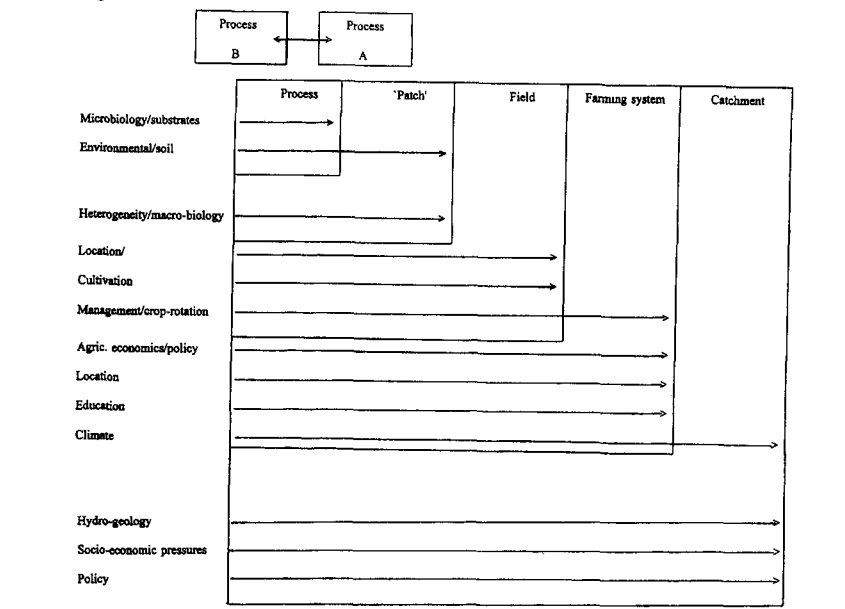 Process Process
B A
Process `Patch' Field Farming system Catchment
Microbiology/substrates
Environmental/soil
Heterogeneity/macro-biology
Location/
Cultivation
Management/crop-rotation
Agric. economics/policy
Location
Education
Climate
Hydro-geology
Socio-economic pressures
Policy